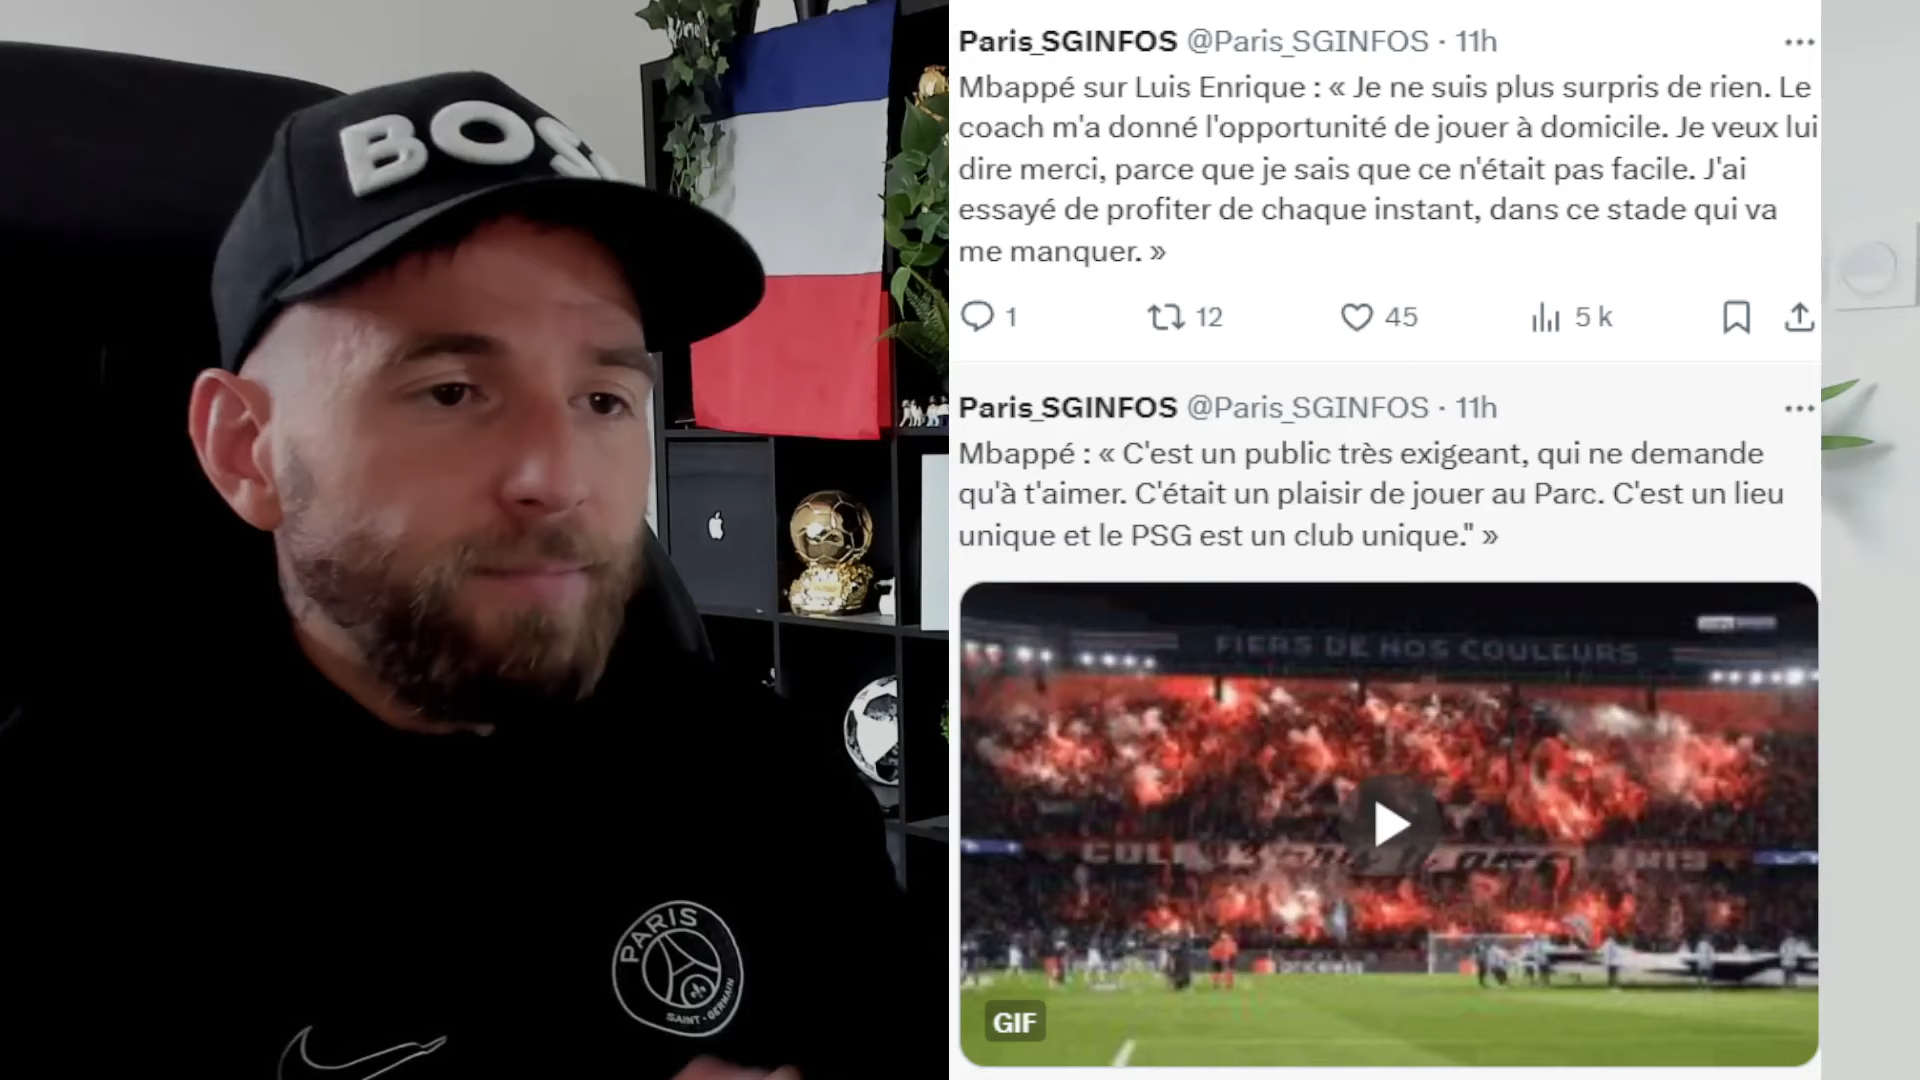 BOS
Paris_SGINFOS @Paris_SGINFOS · 11h
Mbappé sur Luis Enrique : « Je ne suis plus surpris de rien. Le
coach m'a donné l'opportunité de jouer à domicile. Je veux lui
dire merci, parce que je sais que ce n'était pas facile. J'ai
essayé de profiter de chaque instant, dans ce stade qui va
me manquer. »
1 12 45 5 k
Paris_SGINFOS @Paris_SGINFOS · 11h
Mbappé : « C'est un public très exigeant, qui ne demande
qu'à t'aimer. C'était un plaisir de jouer au Parc. C'est un lieu
unique et le PSG est un club unique." »
FIERS DE NOS COULEURS
GIF
PARIS
SAINT-GERMAIN